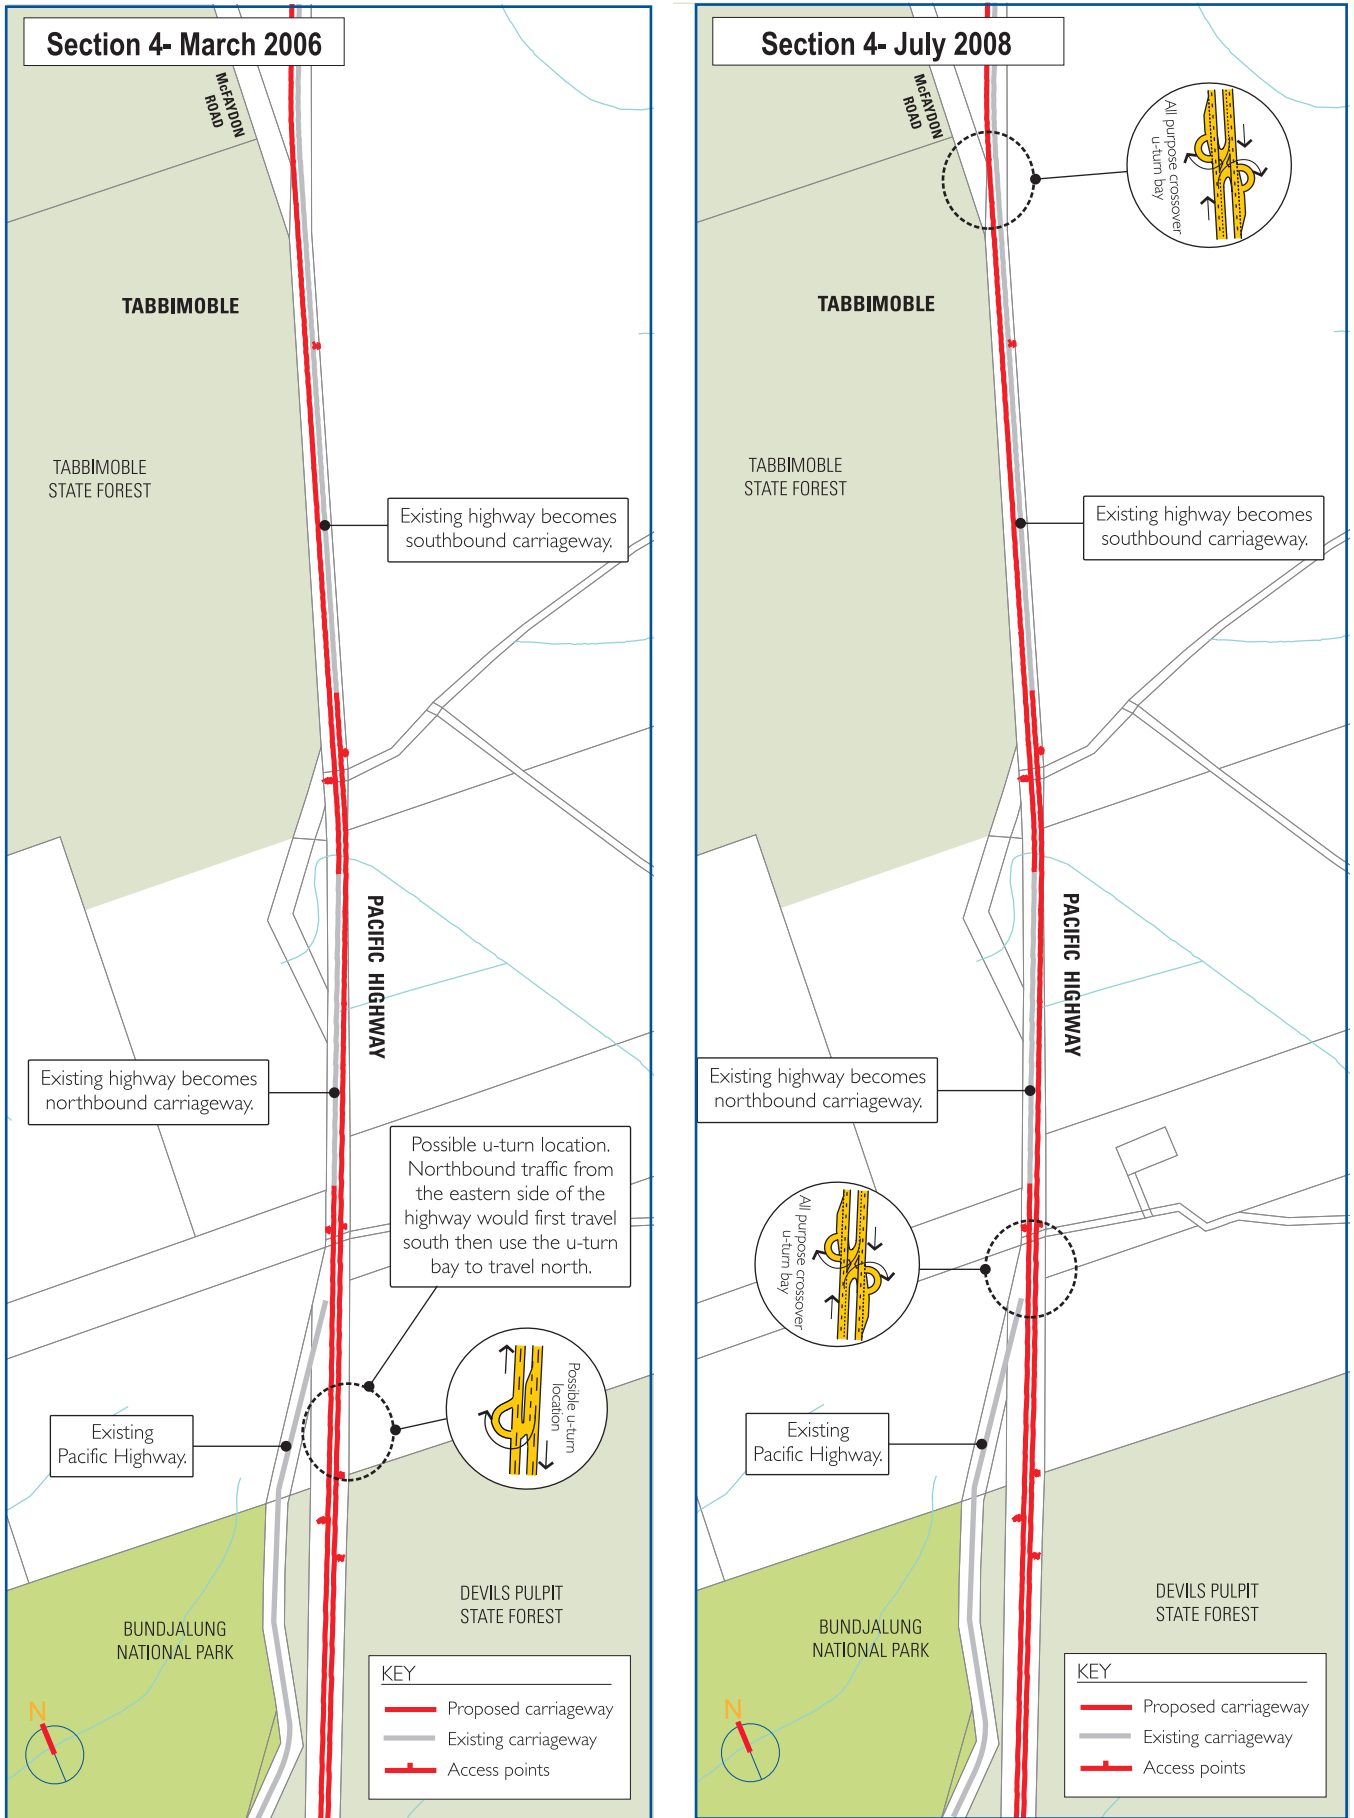 Section 4- March 2006
McFAYDON
ROAD
TABBIMOBLE
TABBIMOBLE
STATE FOREST
Existing highway becomes
southbound carriageway.
PACIFIC HIGHWAY
Existing highway becomes
northbound carriageway.
Possible u-turn location.
Northbound traffic from
the eastern side of the
highway would first travel
south then use the u-turn
bay to travel north.
Possible u-turn
location
Existing
Pacific Highway.
DEVILS PULPIT
STATE FOREST
BUNDJALUNG
NATIONAL PARK
N
KEY
Proposed carriageway
Existing carriageway
Access points
Section 4- July 2008
McFAYDON
ROAD
All purpose crossover
u-turn bay
TABBIMOBLE
TABBIMOBLE
STATE FOREST
Existing highway becomes
southbound carriageway.
PACIFIC HIGHWAY
Existing highway becomes
northbound carriageway.
All purpose crossover
u-turn bay
Existing
Pacific Highway.
DEVILS PULPIT
STATE FOREST
BUNDJALUNG
NATIONAL PARK
N
KEY
Proposed carriageway
Existing carriageway
Access points